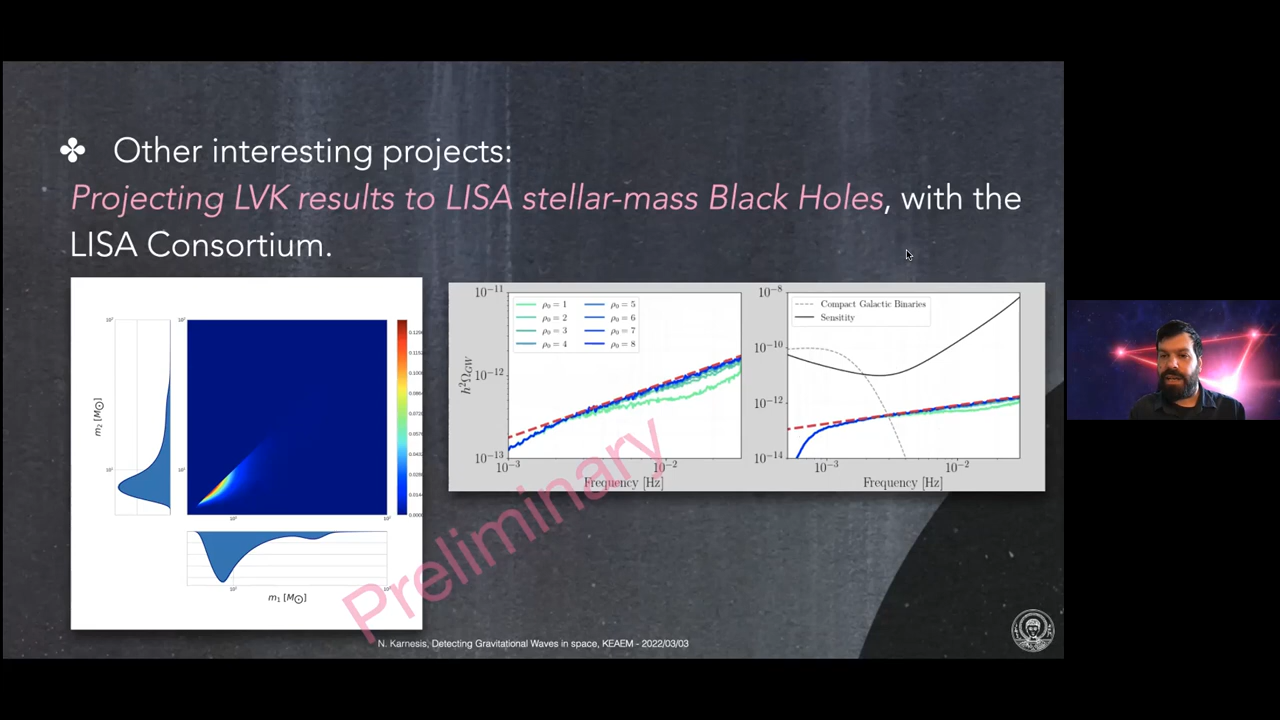 ✤ Other interesting projects:
Projecting LVK results to LISA stellar-mass Black Holes, with the
LISA Consortium.
m₂ [M⊙]
m₁ [M⊙]
h²Ω_GW
10⁻¹¹
10⁻¹²
10⁻¹³
ρ₀ = 1
ρ₀ = 2
ρ₀ = 3
ρ₀ = 4
ρ₀ = 5
ρ₀ = 6
ρ₀ = 7
ρ₀ = 8
10⁻³
10⁻²
Frequency [Hz]
10⁻⁸
10⁻¹⁰
10⁻¹²
10⁻¹⁴
Compact Galactic Binaries
Sensitity
10⁻³
10⁻²
Frequency [Hz]
Preliminary
N. Karnesis, Detecting Gravitational Waves in space, KEAEM - 2022/03/03